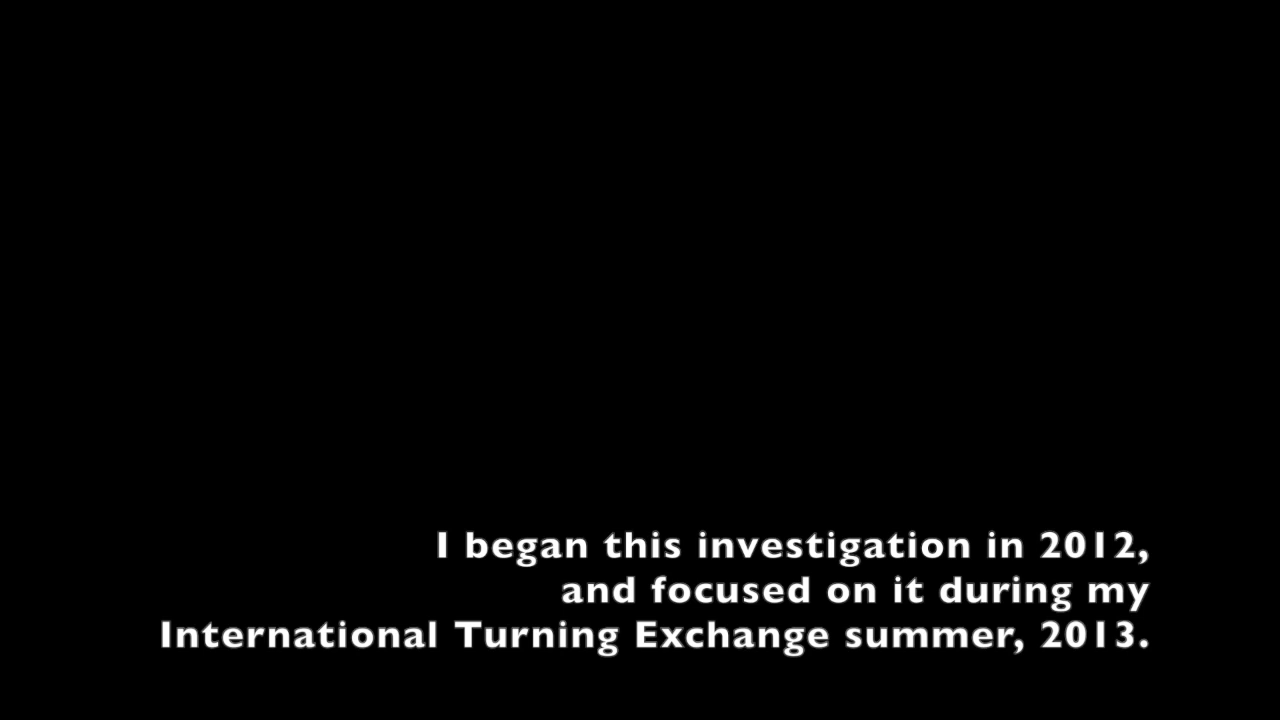 I began this investigation in 2012,
and focused on it during my
International Turning Exchange summer, 2013.